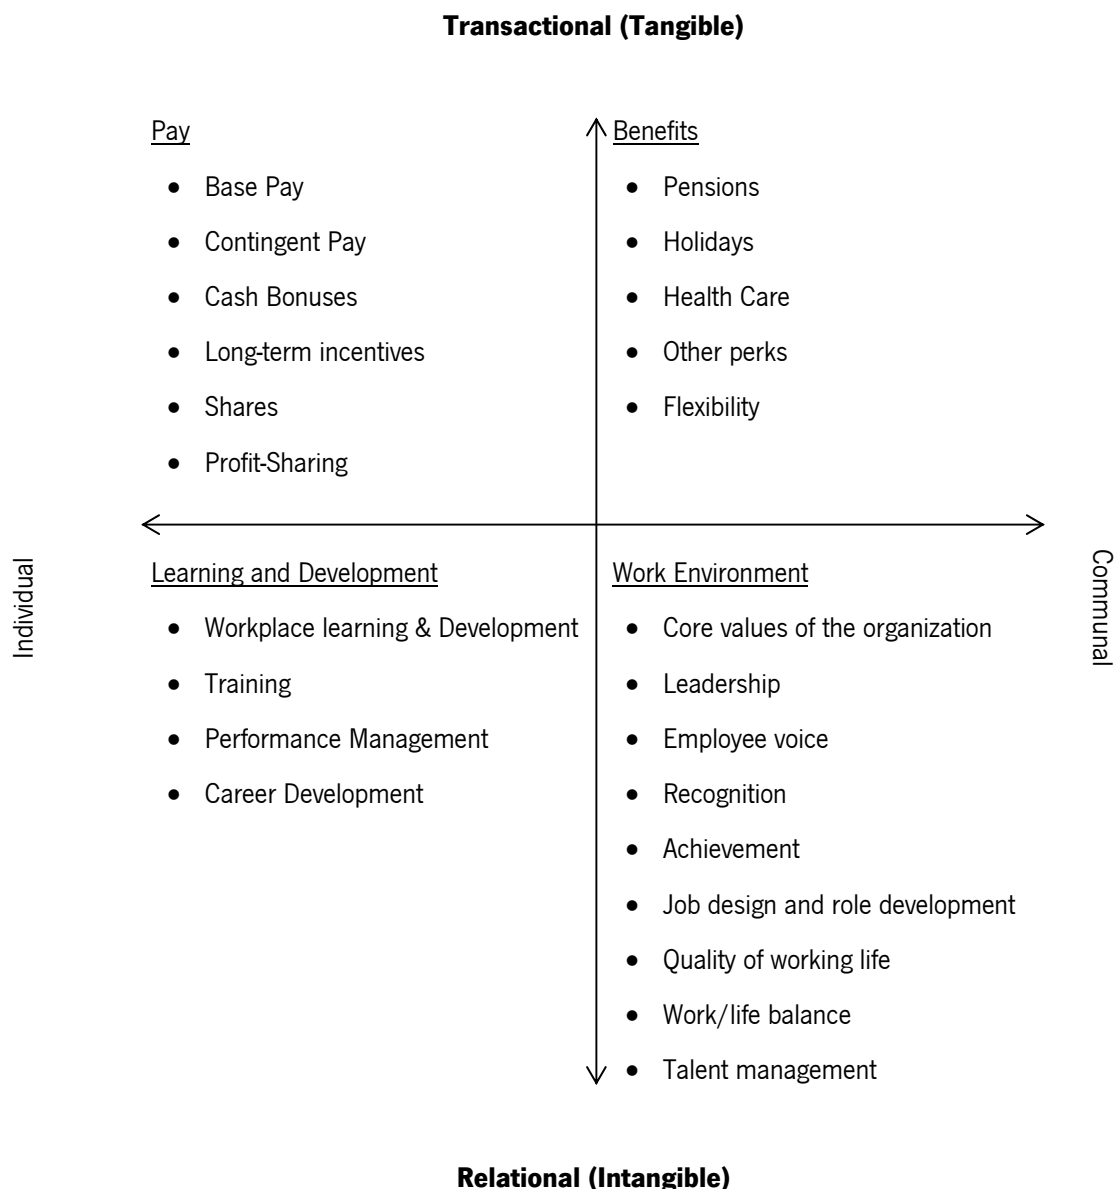 Transactional (Tangible)
Pay
• Base Pay
• Contingent Pay
• Cash Bonuses
• Long-term incentives
• Shares
• Profit-Sharing
Benefits
• Pensions
• Holidays
• Health Care
• Other perks
• Flexibility
Individual
Communal
Learning and Development
• Workplace learning & Development
• Training
• Performance Management
• Career Development
Work Environment
• Core values of the organization
• Leadership
• Employee voice
• Recognition
• Achievement
• Job design and role development
• Quality of working life
• Work/life balance
• Talent management
Relational (Intangible)